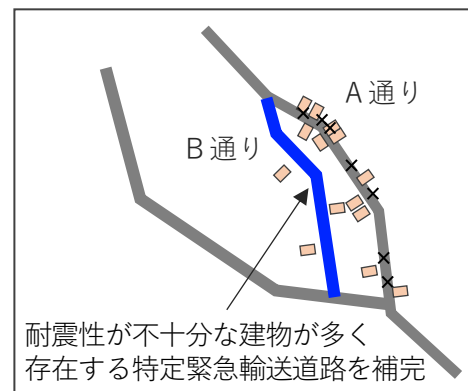 A通り
B通り
耐震性が不十分な建物が多く
存在する特定緊急輸送道路を補完